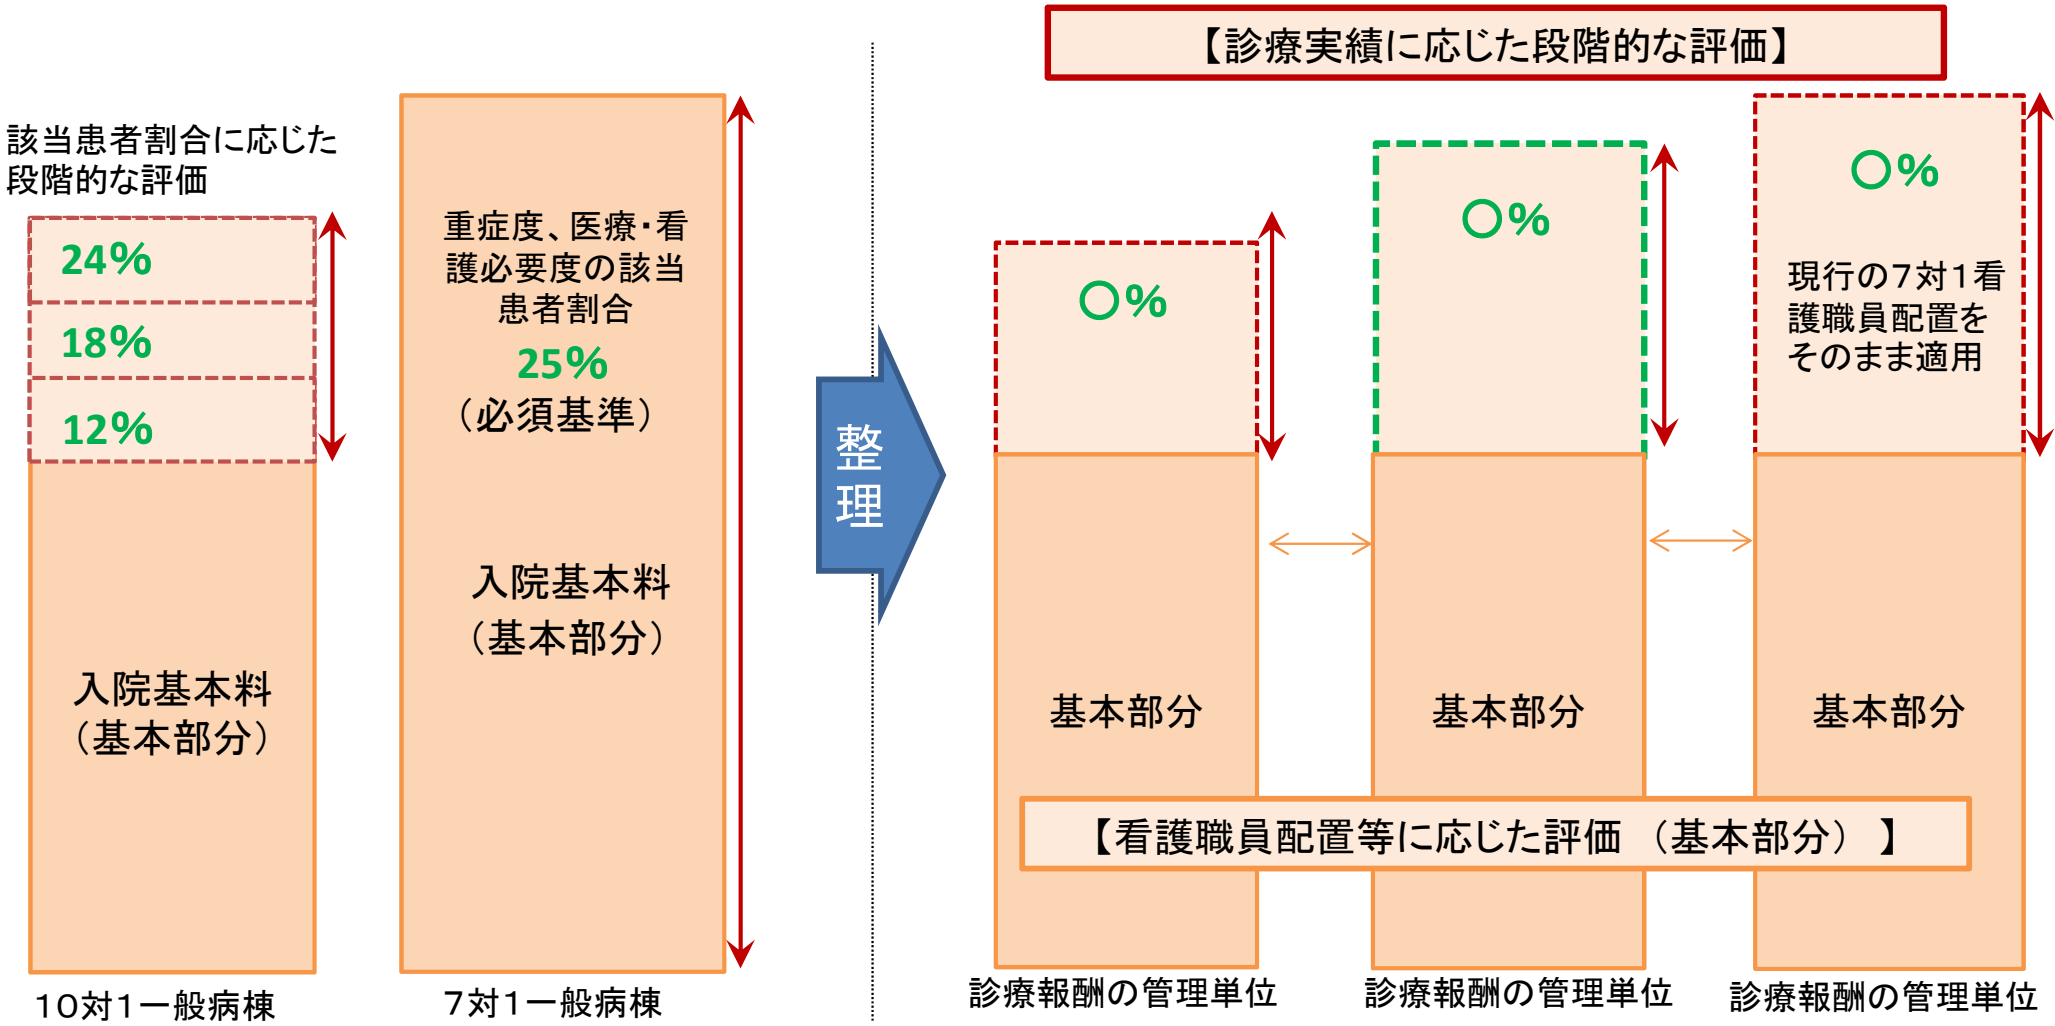 該当患者割合に応じた
段階的な評価
24%
18%
12%
入院基本料
（基本部分）
10対1一般病棟
重症度、医療・看
護必要度の該当
患者割合
25%
（必須基準）
入院基本料
（基本部分）
7対1一般病棟
整
理
【診療実績に応じた段階的な評価】
〇%
〇%
〇%
現行の7対1看
護職員配置を
そのまま適用
基本部分
基本部分
基本部分
【看護職員配置等に応じた評価　（基本部分）　】
診療報酬の管理単位
診療報酬の管理単位
診療報酬の管理単位